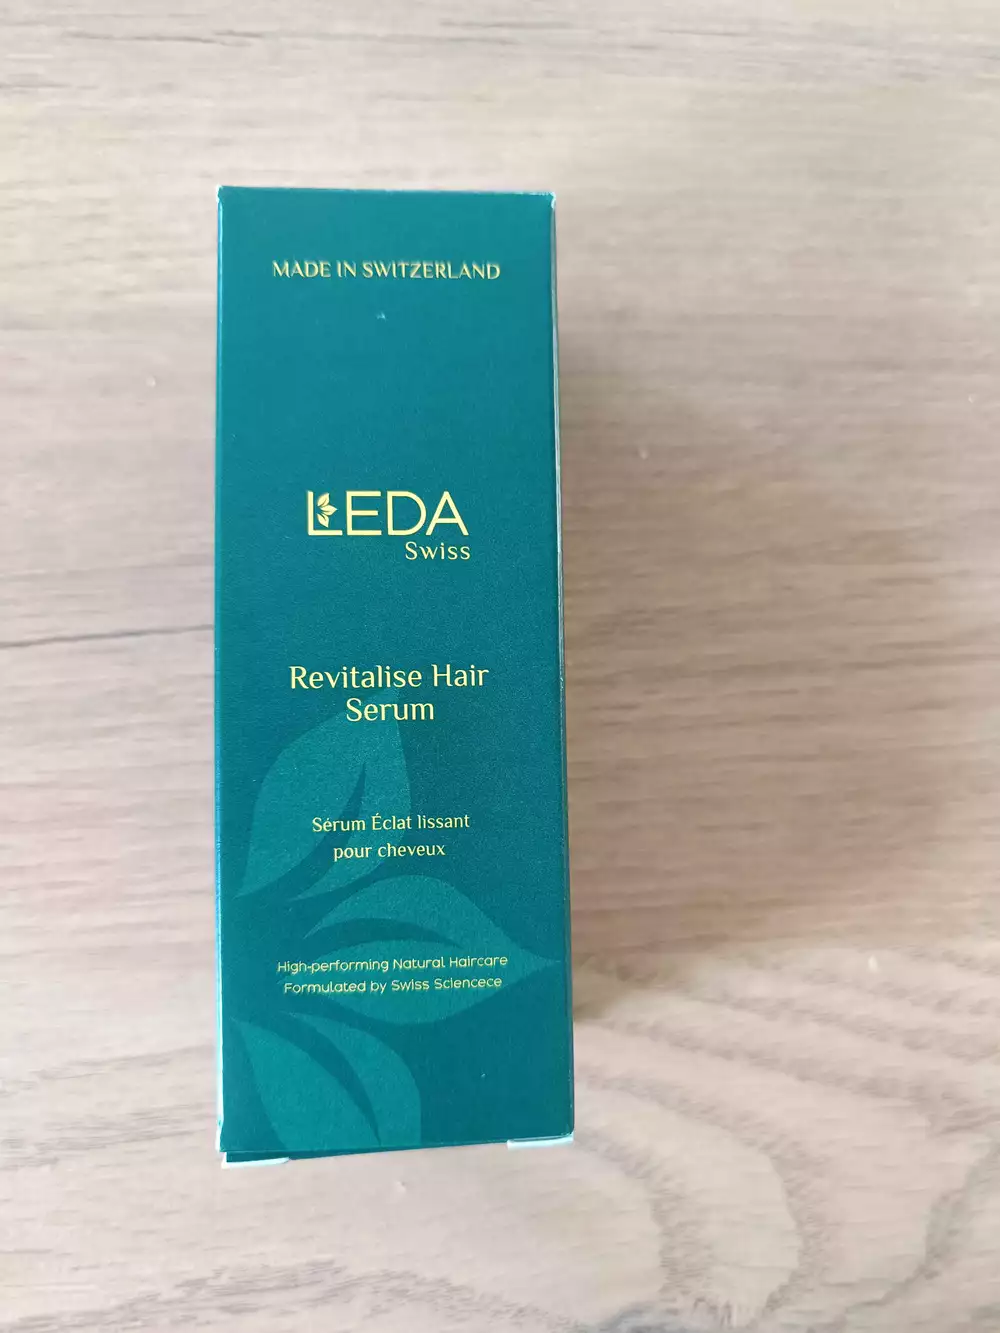 MADE IN SWITZERLAND
LEDA
Swiss
Revitalise Hair
Serum
Sérum Éclat lissant
pour cheveux
High-performing Natural Haircare
Formulated by Swiss Sciencece